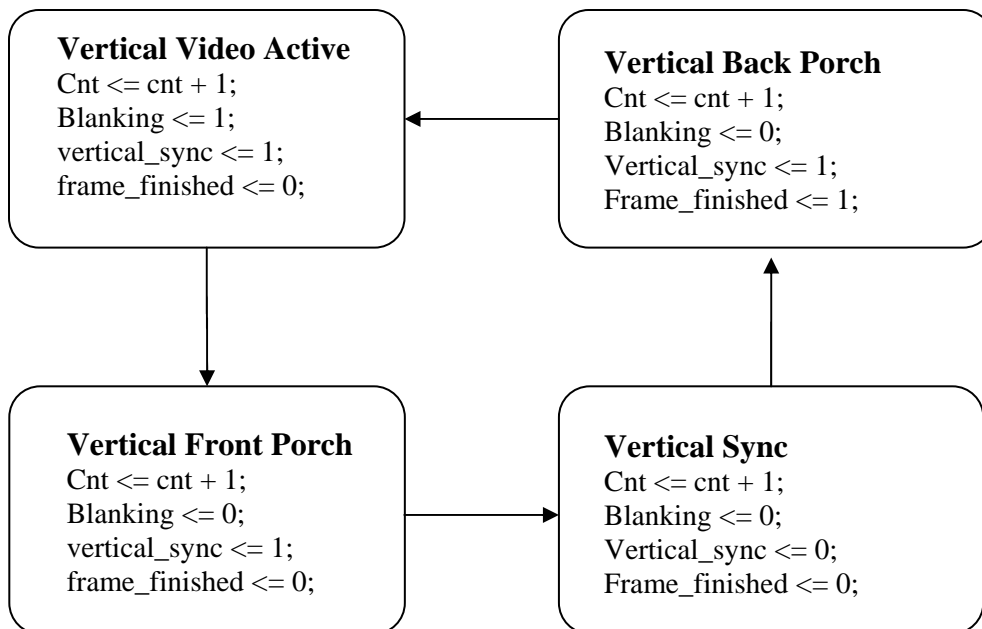 Vertical Video Active
Cnt <= cnt + 1;
Blanking <= 1;
vertical_sync <= 1;
frame_finished <= 0;
Vertical Back Porch
Cnt <= cnt + 1;
Blanking <= 0;
Vertical_sync <= 1;
Frame_finished <= 1;
Vertical Front Porch
Cnt <= cnt + 1;
Blanking <= 0;
vertical_sync <= 1;
frame_finished <= 0;
Vertical Sync
Cnt <= cnt + 1;
Blanking <= 0;
Vertical_sync <= 0;
Frame_finished <= 0;